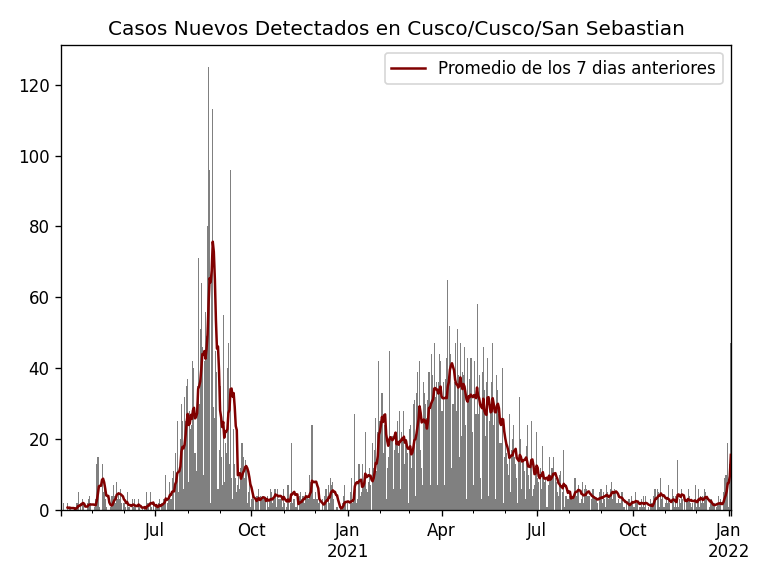 Casos Nuevos Detectados en Cusco/Cusco/San Sebastian
Promedio de los 7 dias anteriores
120
100
80
60
40
20
0
Jul
Oct
Jan
2021
Apr
Jul
Oct
Jan
2022